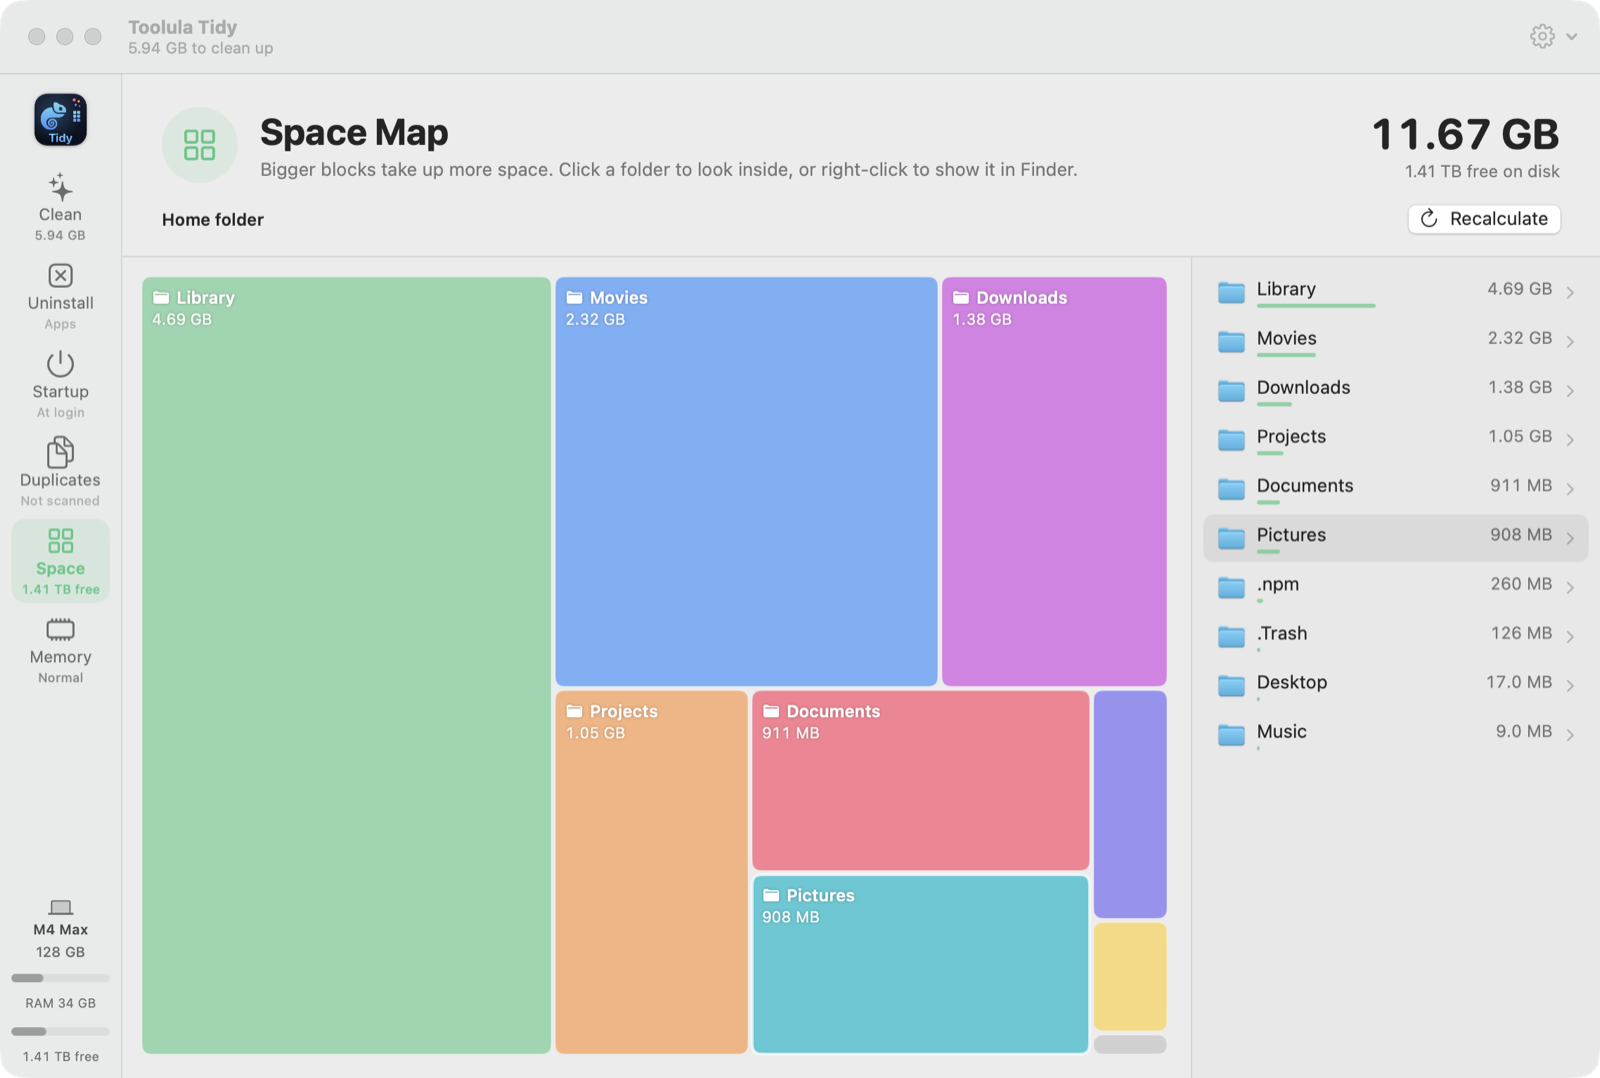 Toolula Tidy
5.94 GB to clean up
Tidy
Clean
5.94 GB
Uninstall
Apps
Startup
At login
Duplicates
Not scanned
Space
1.41 TB free
Memory
Normal
M4 Max
128 GB
RAM 34 GB
1.41 TB free
Space Map
Bigger blocks take up more space. Click a folder to look inside, or right-click to show it in Finder.
11.67 GB
1.41 TB free on disk
Home folder
Recalculate
Library
4.69 GB
Movies
2.32 GB
Downloads
1.38 GB
Projects
1.05 GB
Documents
911 MB
Pictures
908 MB
Library 4.69 GB
Movies 2.32 GB
Downloads 1.38 GB
Projects 1.05 GB
Documents 911 MB
Pictures 908 MB
.npm 260 MB
.Trash 126 MB
Desktop 17.0 MB
Music 9.0 MB